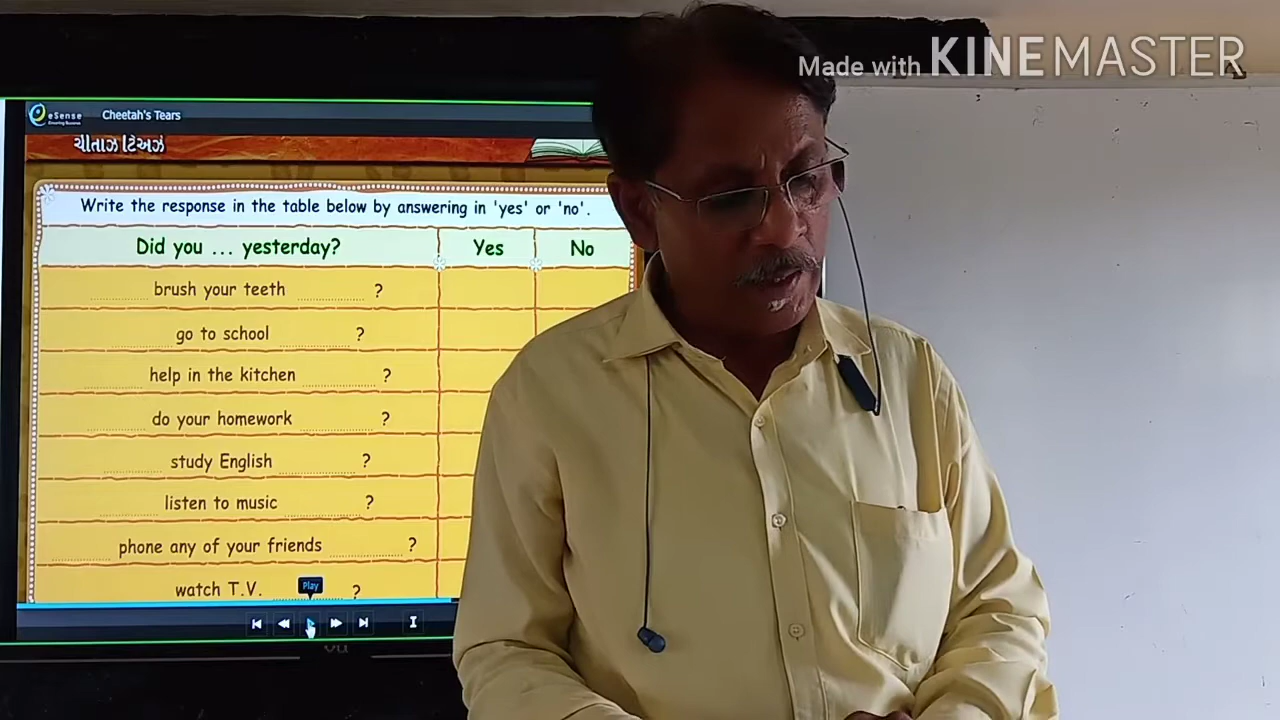 Made with KINEMASTER
eSense
Cheetah's Tears
ચીતાઝ ટિઅર્ઝ
Write the response in the table below by answering in 'yes' or 'no'.
Did you ... yesterday? Yes No
.............. brush your teeth ................ ?
............... go to school ................ ?
............... help in the kitchen ................. ?
............... do your homework .................. ?
............... study English .................. ?
............... listen to music ................... ?
............... phone any of your friends .................. ?
watch T.V. .................. ?
Play